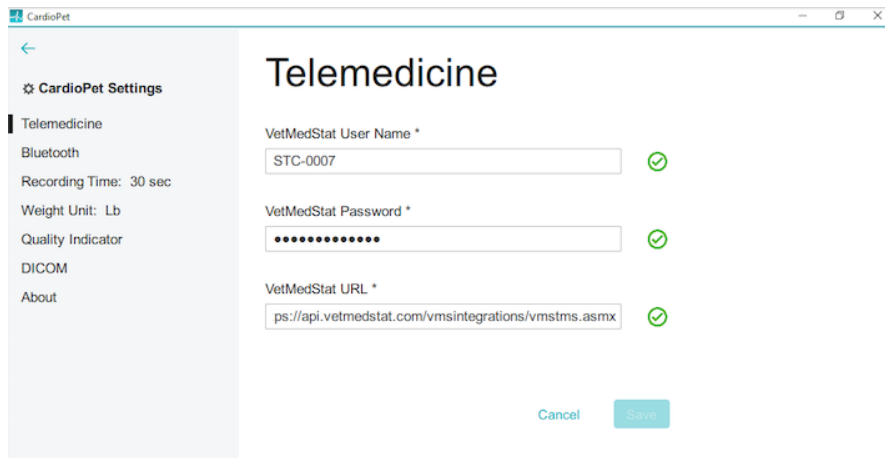 CardioPet
CardioPet Settings
Telemedicine
Bluetooth
Recording Time: 30 sec
Weight Unit: Lb
Quality Indicator
DICOM
About
Telemedicine
VetMedStat User Name *
STC-0007
VetMedStat Password *
•••••••••••••
VetMedStat URL *
ps://api.vetmedstat.com/vmsintegrations/vmstms.asmx
Cancel
Save